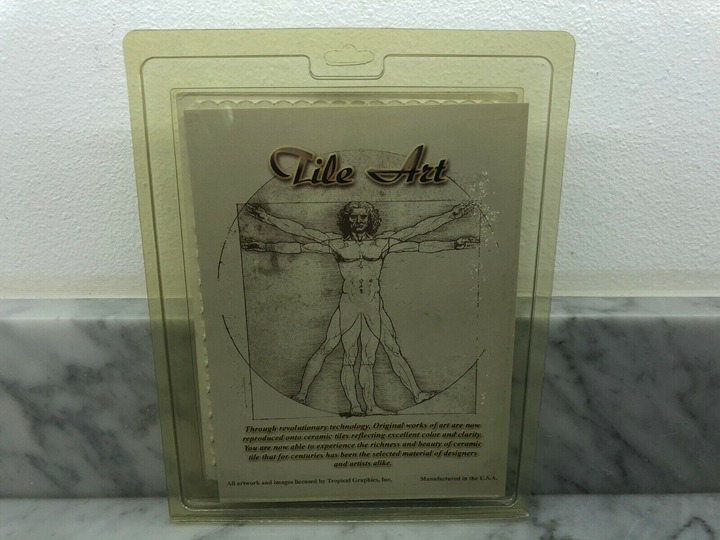 Tile Art
Through revolutionary technology, Original works of art are now
reproduced onto ceramic tiles reflecting excellent color and clarity.
You are now able to experience the richness and beauty of ceramic
tile that for centuries has been the selected material of designers
and artists alike.
All artwork and images licensed by Tropical Graphics, Inc. Manufactured in the U.S.A.